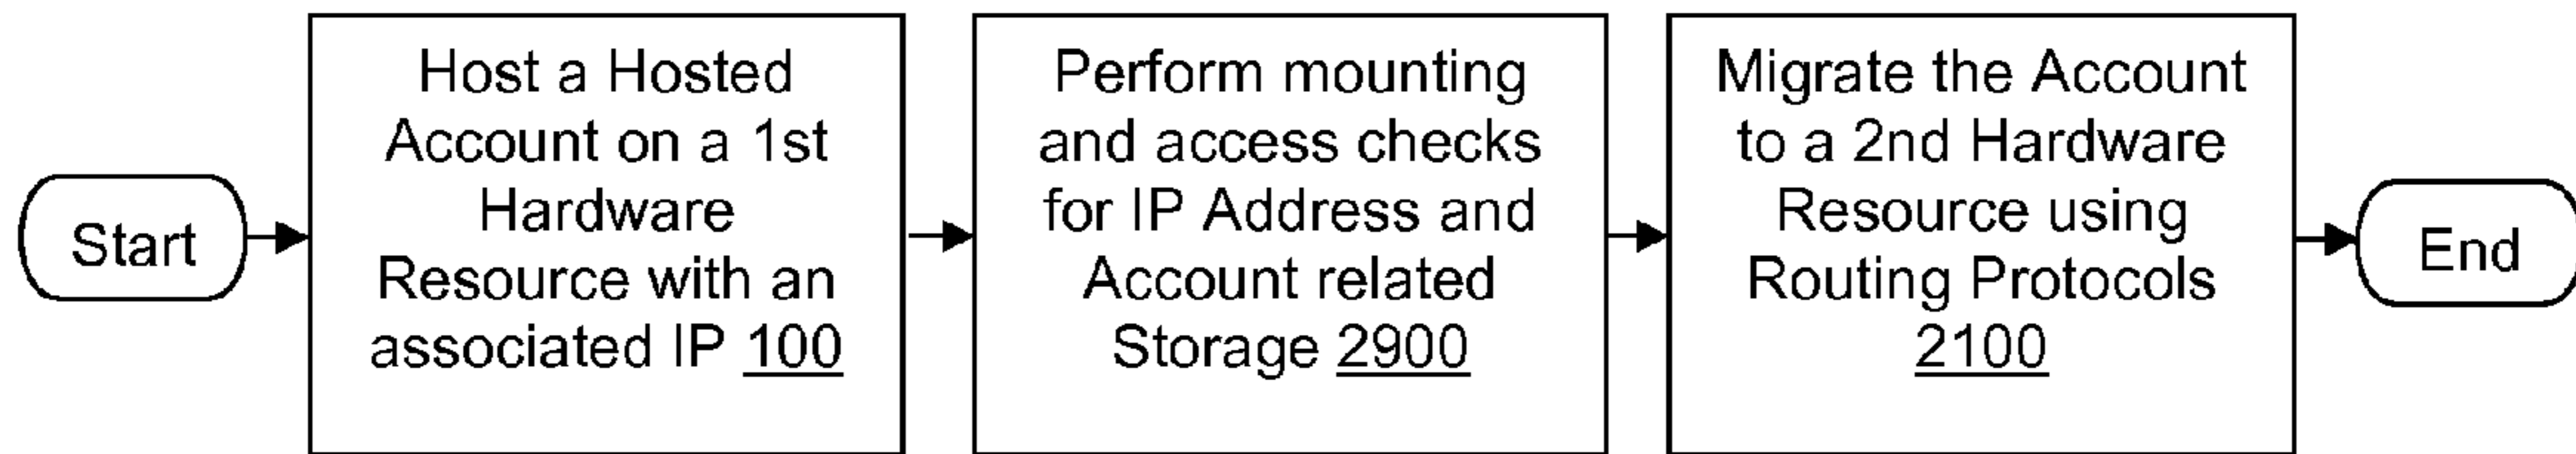 Start
Host a Hosted
Account on a 1st
Hardware
Resource with an
associated IP 100
Perform mounting
and access checks
for IP Address and
Account related
Storage 2900
Migrate the Account
to a 2nd Hardware
Resource using
Routing Protocols
2100
End